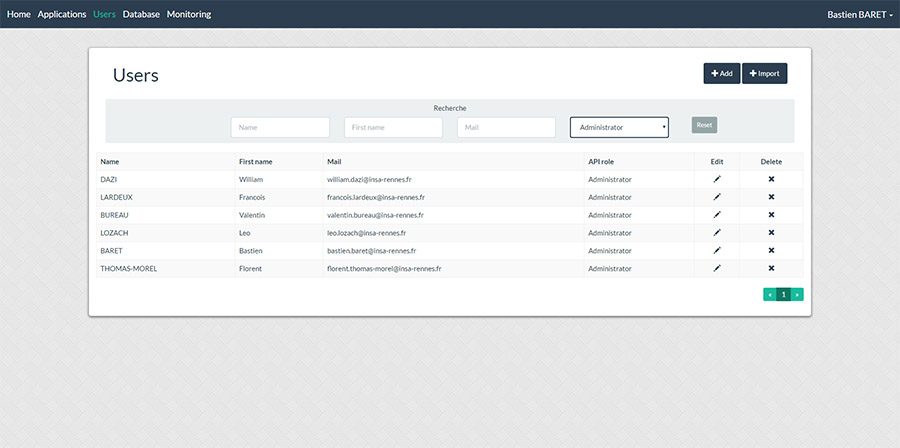 Home Applications Users Database Monitoring Bastien BARET
Users
Add Import
Recherche
Name First name Mail Administrator Reset
Name First name Mail API role Edit Delete
DAZI William william.dazi@insa-rennes.fr Administrator
LARDEUX Francois francois.lardeux@insa-rennes.fr Administrator
BUREAU Valentin valentin.bureau@insa-rennes.fr Administrator
LOZACH Leo leo.lozach@insa-rennes.fr Administrator
BARET Bastien bastien.baret@insa-rennes.fr Administrator
THOMAS-MOREL Florent florent.thomas-morel@insa-rennes.fr Administrator
« 1 »